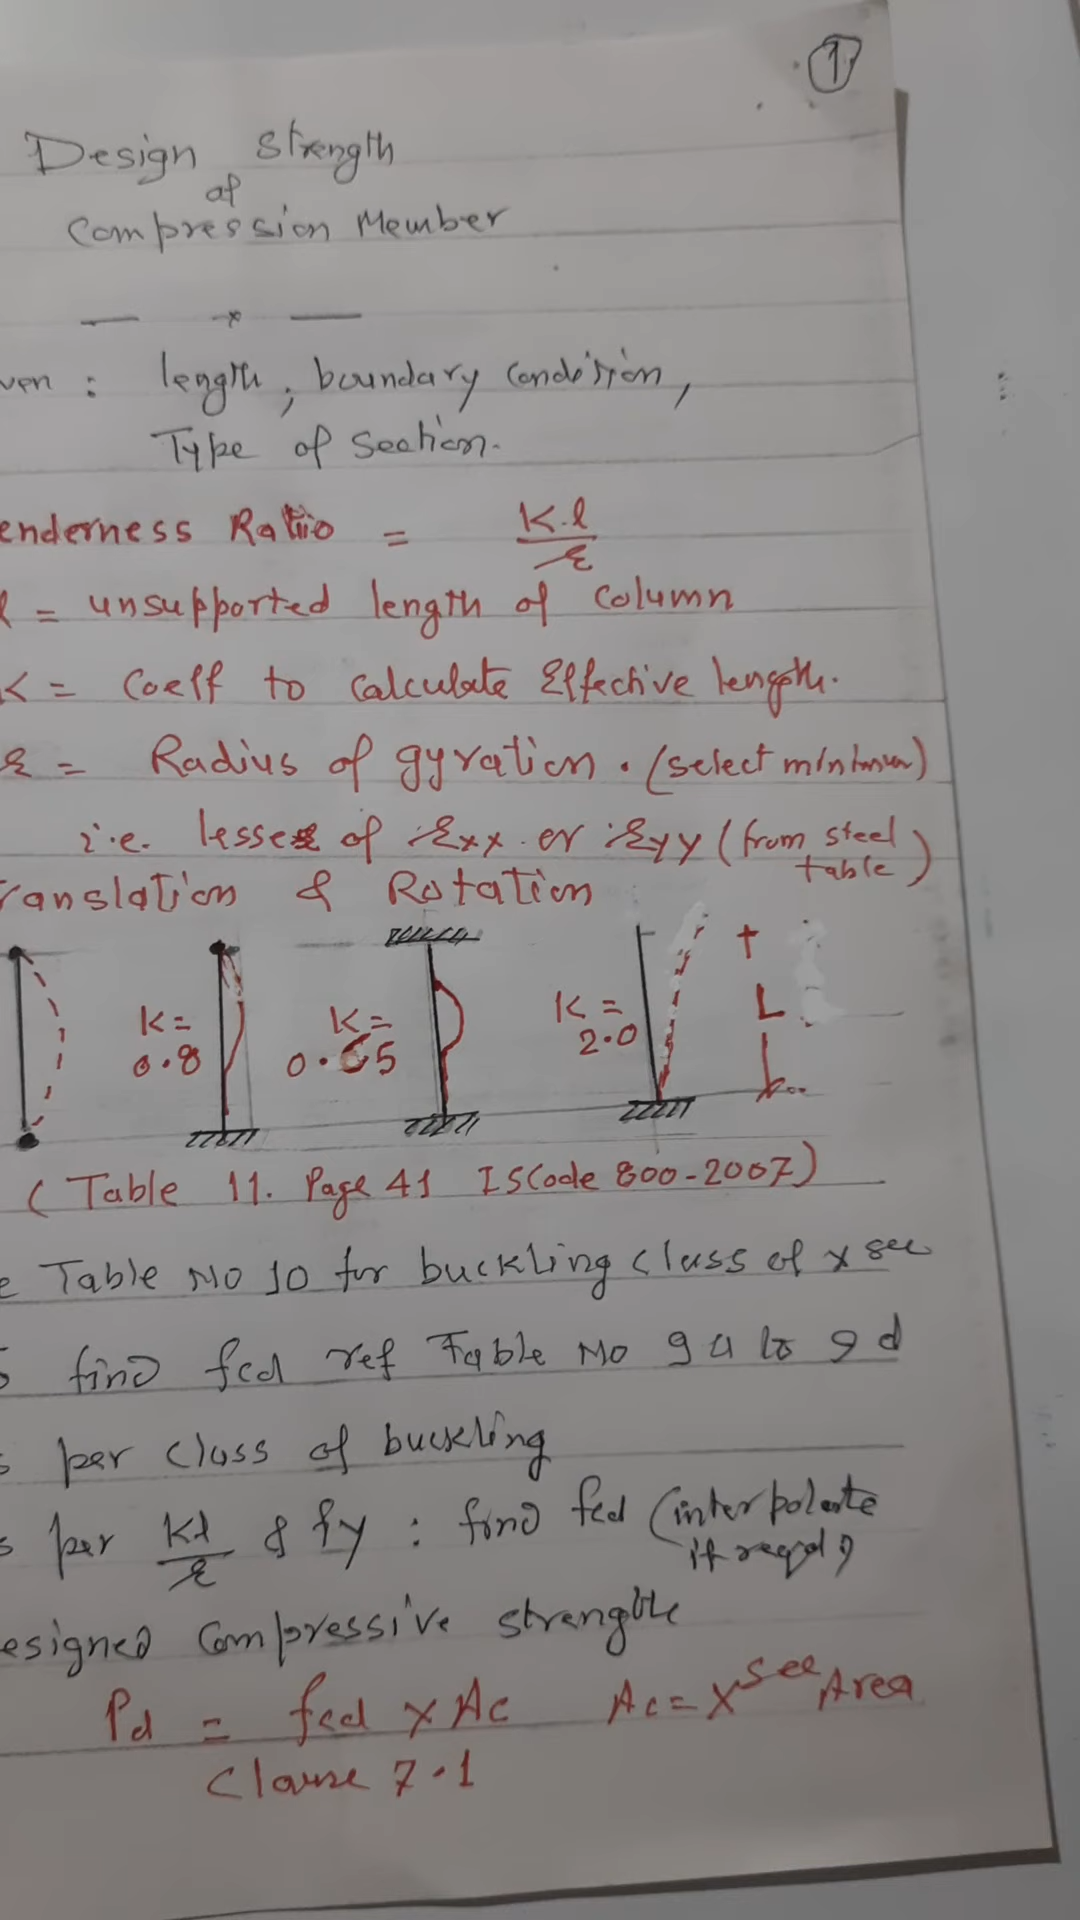 1
Design Strength
of
Compression Member
— × —
ven : length, boundary condition,
Type of Section.
enderness Ratio = K.l / r
l = unsupported length of column
K = Coeff to calculate Effective length.
r = Radius of gyration. (select minimum)
i.e. lesser of rxx or ryy (from steel table)
ranslation & Rotation
K = 0.8 K = 0.65 K = 2.0
(Table 11. Page 41 IS Code 800-2007)
e Table No 10 for buckling class of x sec
find fcd ref Table No 9a to 9d
s per class of buckling
s per Kl / r & fy : find fcd (interpolate if reqd)
esigned Compressive strength
Pd = fcd x Ac Ac = x sec Area
Clause 7.1